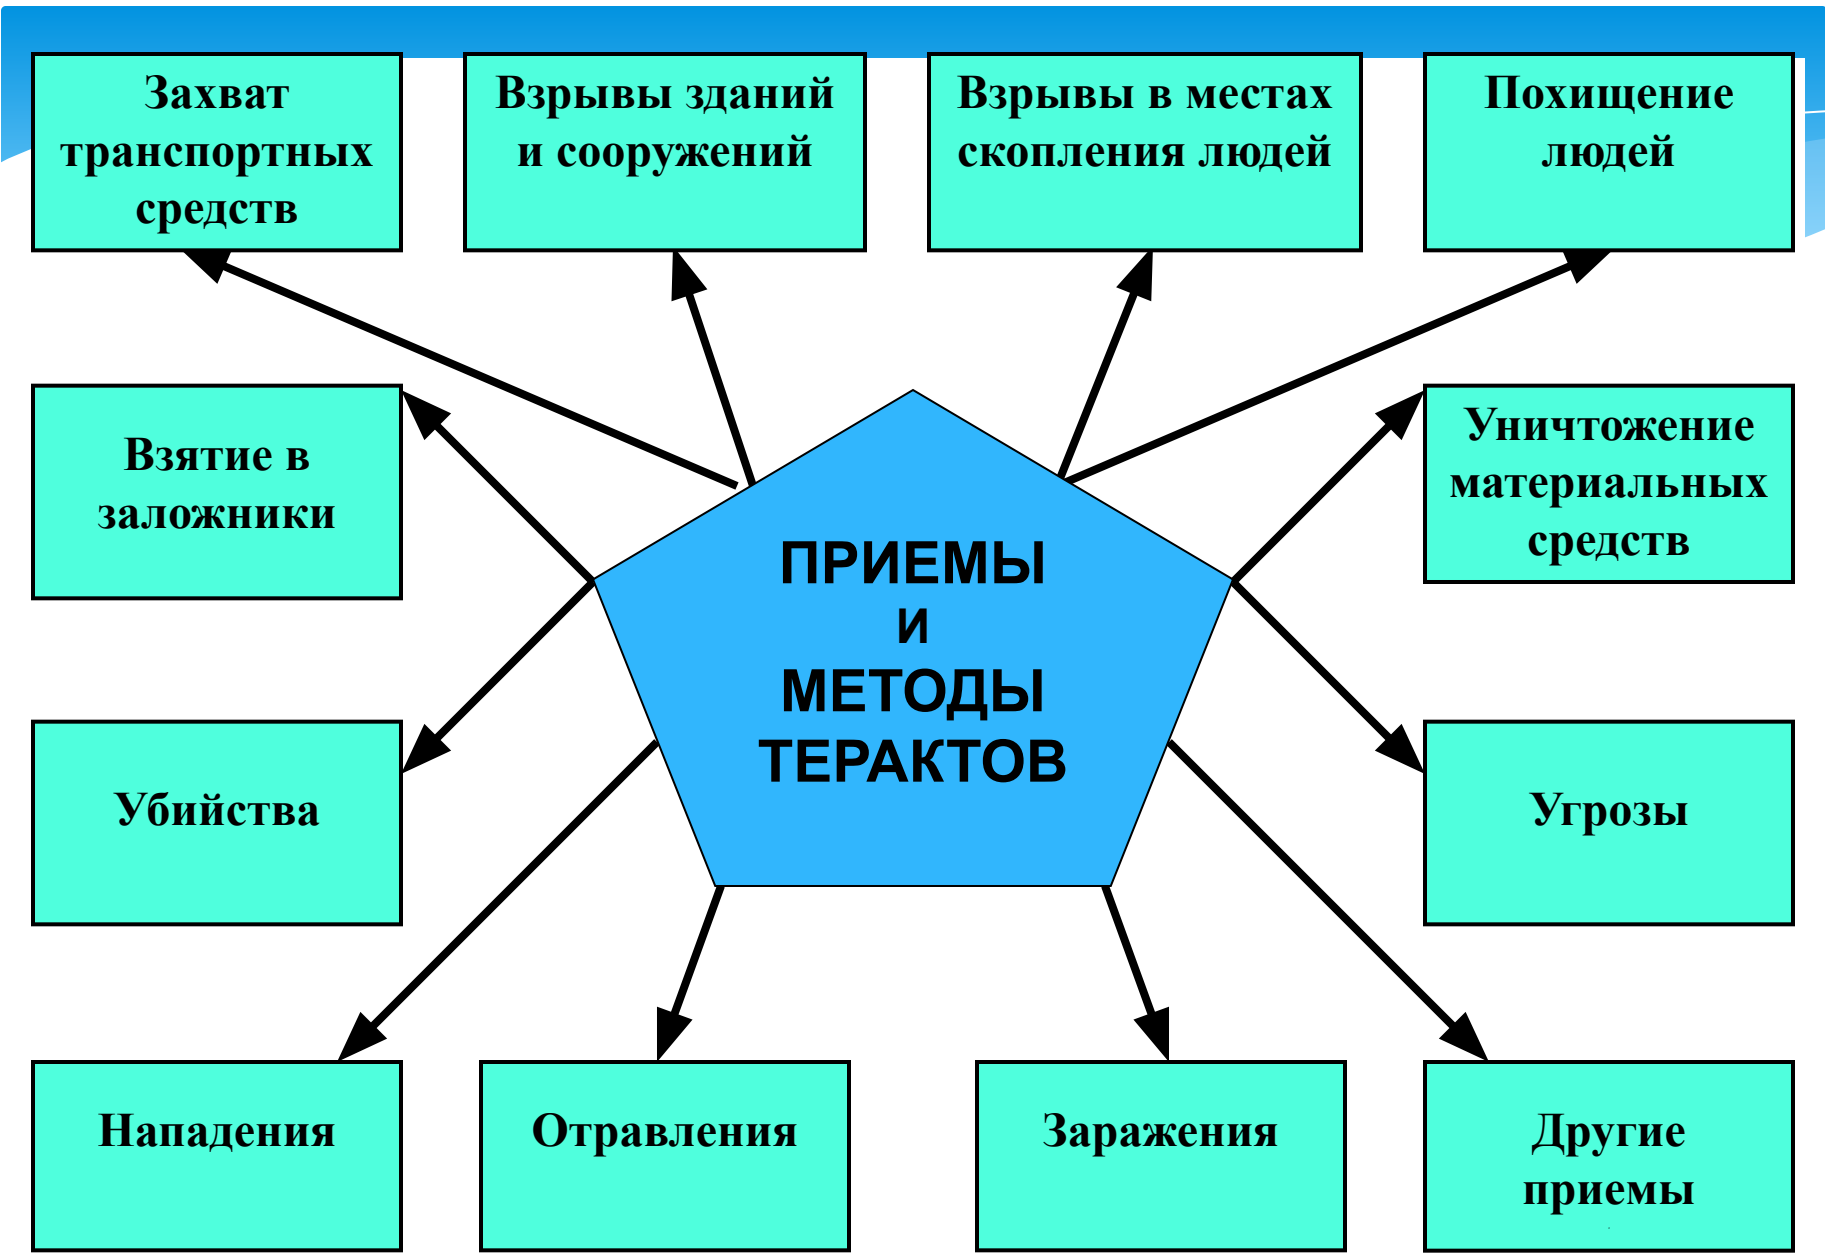 Захват
транспортных
средств
Взрывы зданий
и сооружений
Взрывы в местах
скопления людей
Похищение
людей
Взятие в
заложники
Уничтожение
материальных
средств
ПРИЕМЫ
И
МЕТОДЫ
ТЕРАКТОВ
Убийства
Угрозы
Нападения
Отравления
Заражения
Другие
приемы